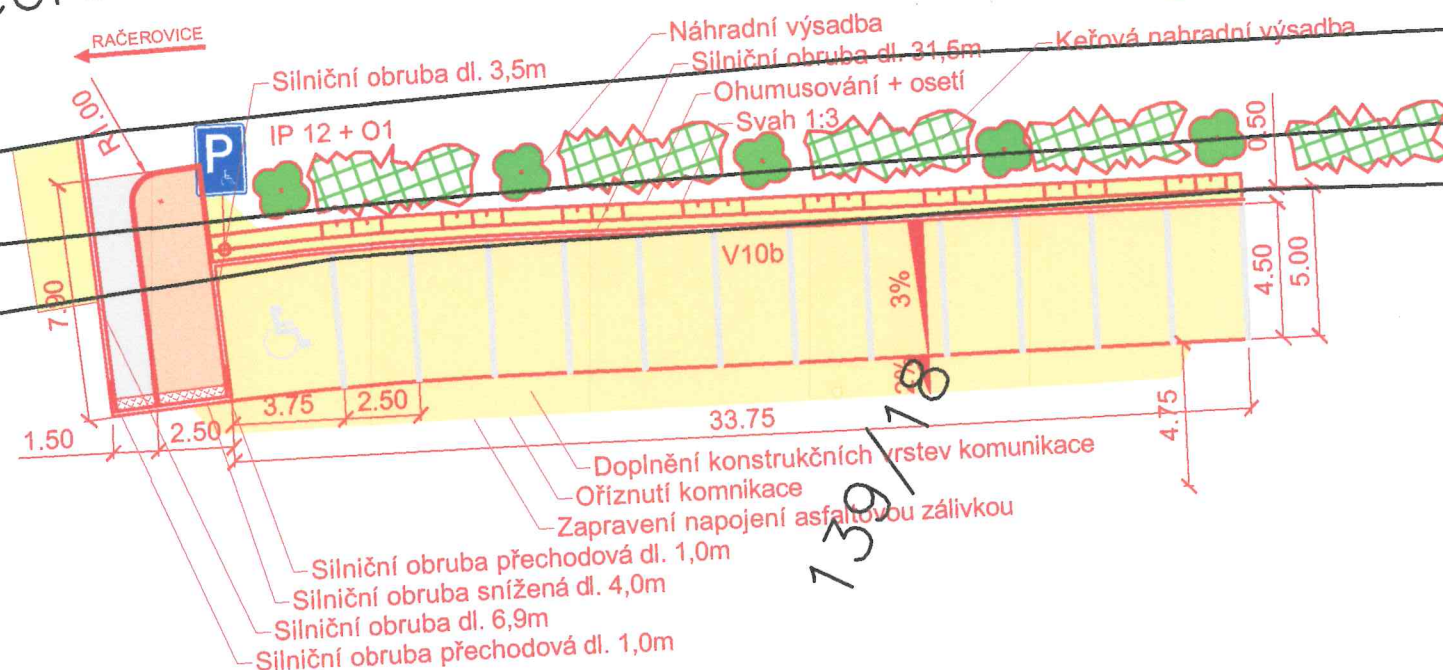 RAČEROVICE
Náhradní výsadba
Silniční obruba dl. 31,5m
Keřová nahradní výsadba
Silniční obruba dl. 3,5m
Ohumusování + osetí
Svah 1:3
R1.00
IP 12 + O1
P
0.50
V10b
3%
4.50
5.00
7.90
2%
3.75
2.50
33.75
4.75
1.50
2.50
139/18
Doplnění konstrukčních vrstev komunikace
Oříznutí komnikace
Zapravení napojení asfaltovou zálivkou
Silniční obruba přechodová dl. 1,0m
Silniční obruba snížená dl. 4,0m
Silniční obruba dl. 6,9m
Silniční obruba přechodová dl. 1,0m